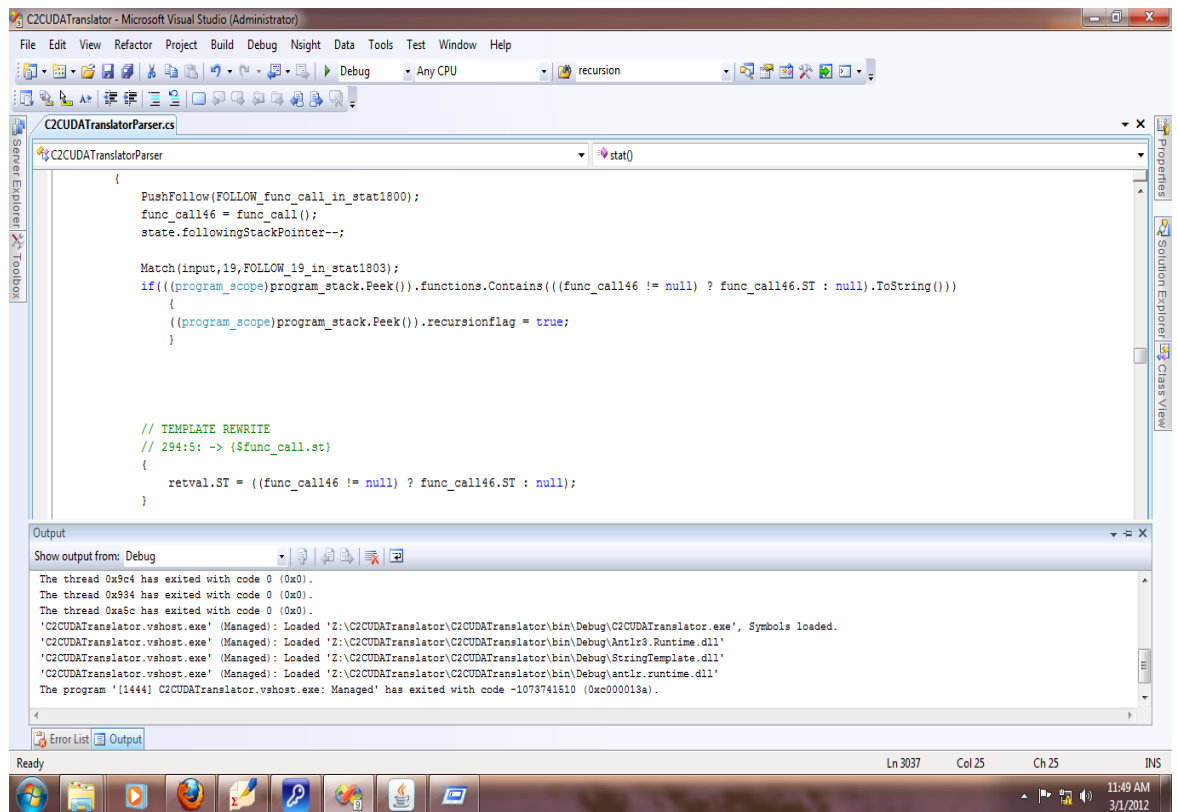 C2CUDATranslator - Microsoft Visual Studio (Administrator)
File Edit View Refactor Project Build Debug Nsight Data Tools Test Window Help
Debug Any CPU recursion
C2CUDATranslatorParser.cs
C2CUDATranslatorParser stat()
Server Explorer
Toolbox
Properties
Solution Explorer
Class View
{
PushFollow(FOLLOW_func_call_in_stat1800);
func_call46 = func_call();
state.followingStackPointer--;
Match(input,19,FOLLOW_19_in_stat1803);
if(((program_scope)program_stack.Peek()).functions.Contains(((func_call46 != null) ? func_call46.ST : null).ToString()))
{
((program_scope)program_stack.Peek()).recursionflag = true;
}
// TEMPLATE REWRITE
// 294:5: -> {$func_call.st}
{
retval.ST = ((func_call46 != null) ? func_call46.ST : null);
}
Output
Show output from: Debug
The thread 0x9c4 has exited with code 0 (0x0).
The thread 0x934 has exited with code 0 (0x0).
The thread 0xa5c has exited with code 0 (0x0).
'C2CUDATranslator.vshost.exe' (Managed): Loaded 'Z:\C2CUDATranslator\C2CUDATranslator\bin\Debug\C2CUDATranslator.exe', Symbols loaded.
'C2CUDATranslator.vshost.exe' (Managed): Loaded 'Z:\C2CUDATranslator\C2CUDATranslator\bin\Debug\Antlr3.Runtime.dll'
'C2CUDATranslator.vshost.exe' (Managed): Loaded 'Z:\C2CUDATranslator\C2CUDATranslator\bin\Debug\StringTemplate.dll'
'C2CUDATranslator.vshost.exe' (Managed): Loaded 'Z:\C2CUDATranslator\C2CUDATranslator\bin\Debug\antlr.runtime.dll'
The program '[1444] C2CUDATranslator.vshost.exe: Managed' has exited with code -1073741510 (0xc000013a).
Error List Output
Ready Ln 3037 Col 25 Ch 25 INS
11:49 AM
3/1/2012